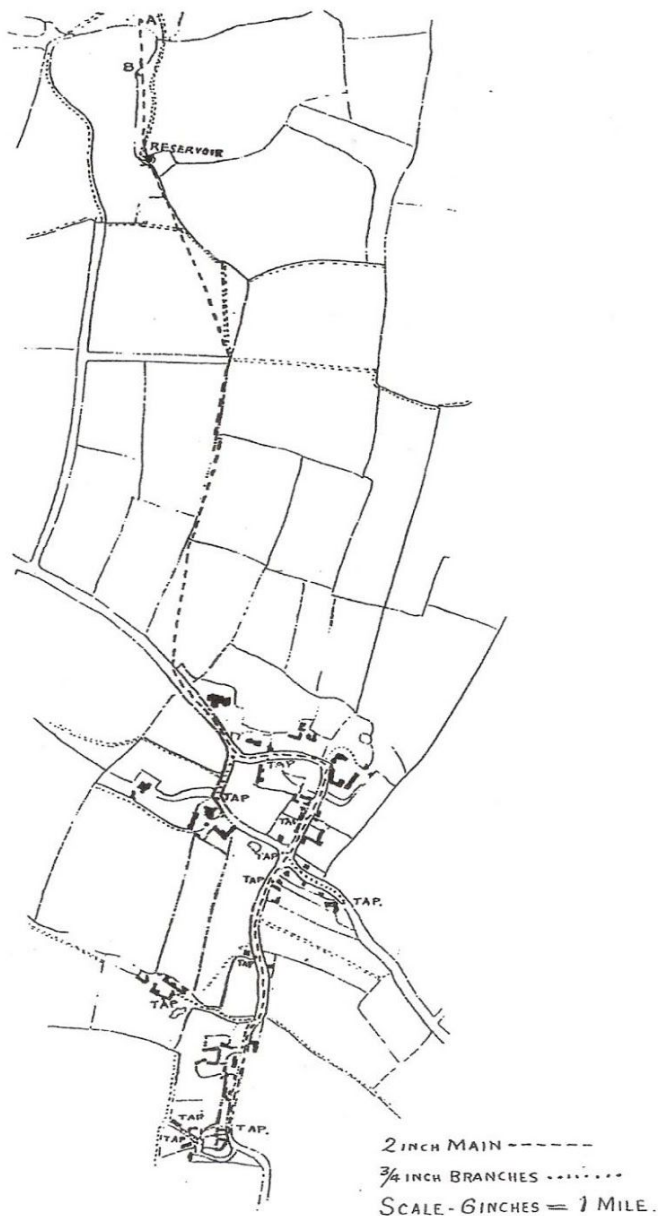 A
B
RESERVOIR
TAP
TAP
TAP
TAP
TAP
TAP.
TAP
TAP
TAP
TAP
TAP.
2 INCH MAIN
3/4 INCH BRANCHES
SCALE - 6 INCHES = 1 MILE.